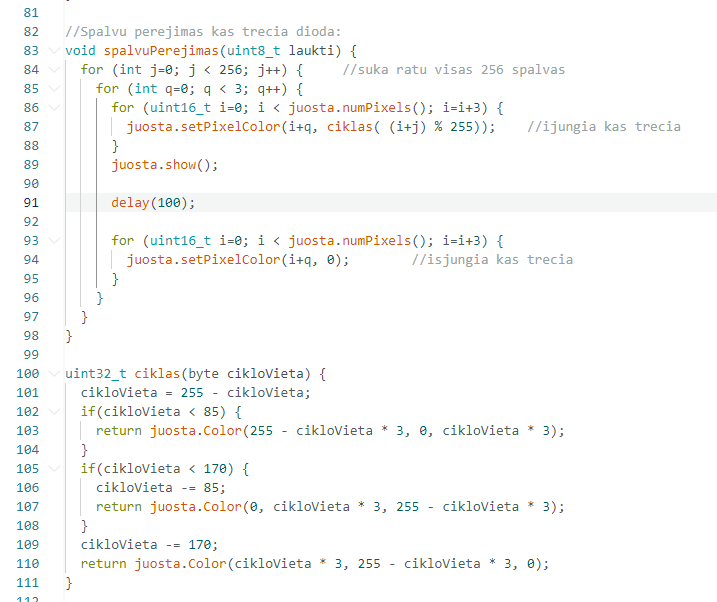 81
82 //Spalvu perejimas kas trecia dioda:
83 void spalvuPerejimas(uint8_t laukti) {
84   for (int j=0; j < 256; j++) {     //suka ratu visas 256 spalvas
85     for (int q=0; q < 3; q++) {
86       for (uint16_t i=0; i < juosta.numPixels(); i=i+3) {
87         juosta.setPixelColor(i+q, ciklas( (i+j) % 255));    //ijungia kas trecia
88       }
89       juosta.show();
90
91       delay(100);
92
93       for (uint16_t i=0; i < juosta.numPixels(); i=i+3) {
94         juosta.setPixelColor(i+q, 0);        //isjungia kas trecia
95       }
96     }
97   }
98 }
99
100 uint32_t ciklas(byte cikloVieta) {
101   cikloVieta = 255 - cikloVieta;
102   if(cikloVieta < 85) {
103     return juosta.Color(255 - cikloVieta * 3, 0, cikloVieta * 3);
104   }
105   if(cikloVieta < 170) {
106     cikloVieta -= 85;
107     return juosta.Color(0, cikloVieta * 3, 255 - cikloVieta * 3);
108   }
109   cikloVieta -= 170;
110   return juosta.Color(cikloVieta * 3, 255 - cikloVieta * 3, 0);
111 }
112